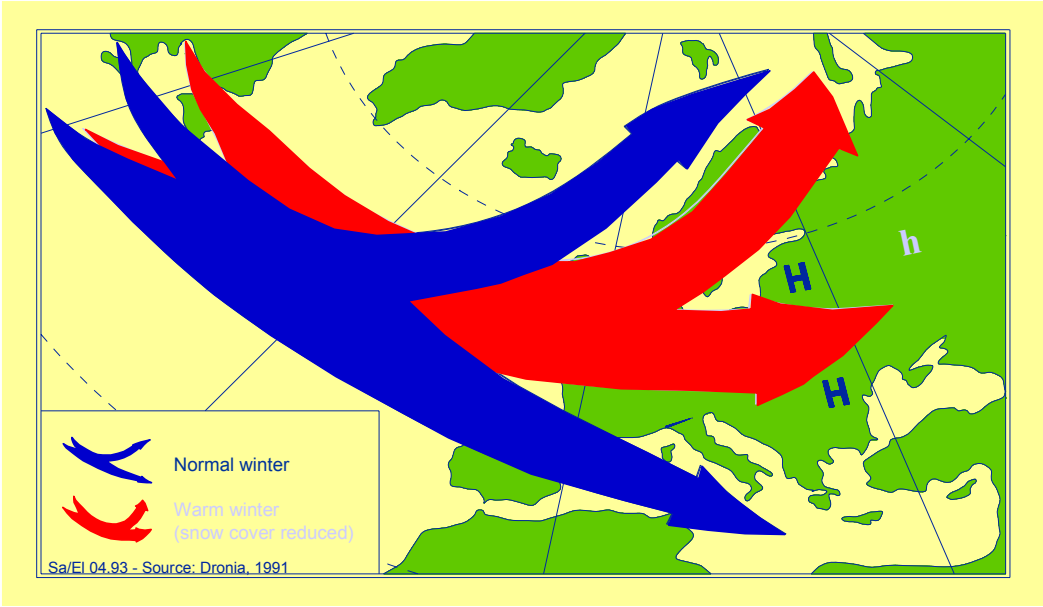 h
H
H
Normal winter
Warm winter
(snow cover reduced)
Sa/El 04.93 - Source: Dronia, 1991